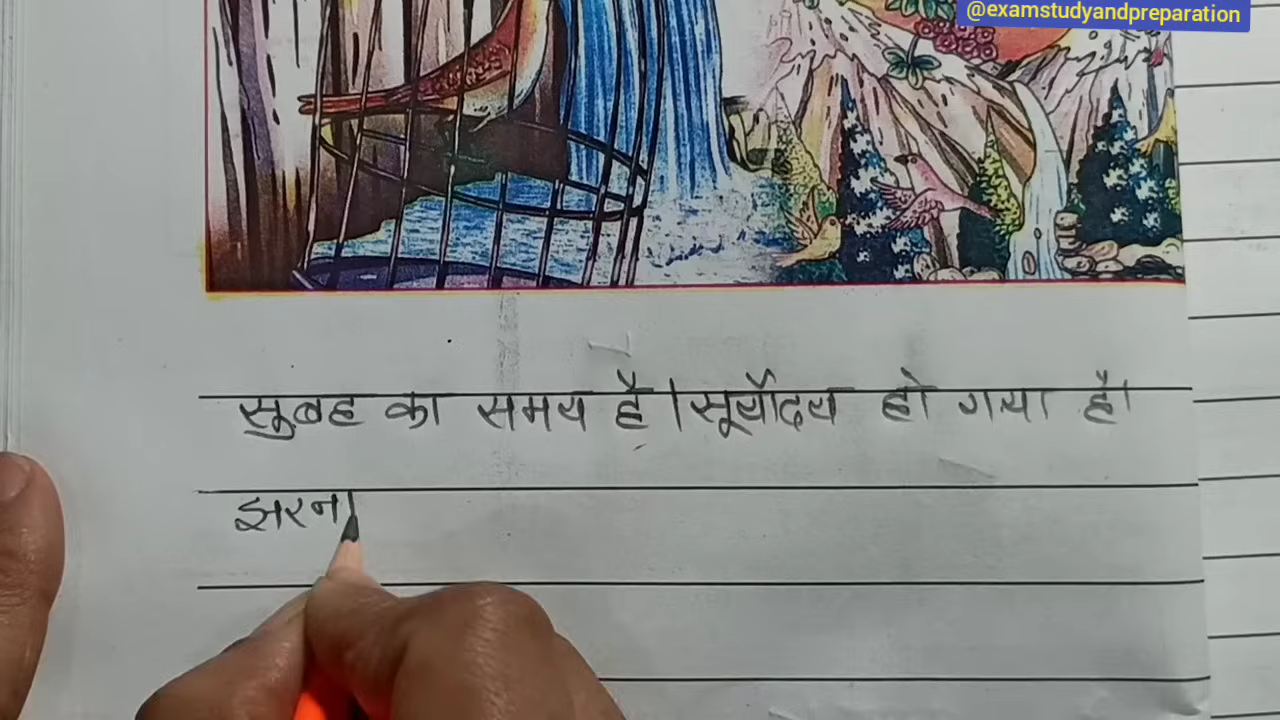 @examstudyandpreparation
सुबह का समय है। सूर्योदय हो गया है।
झरना